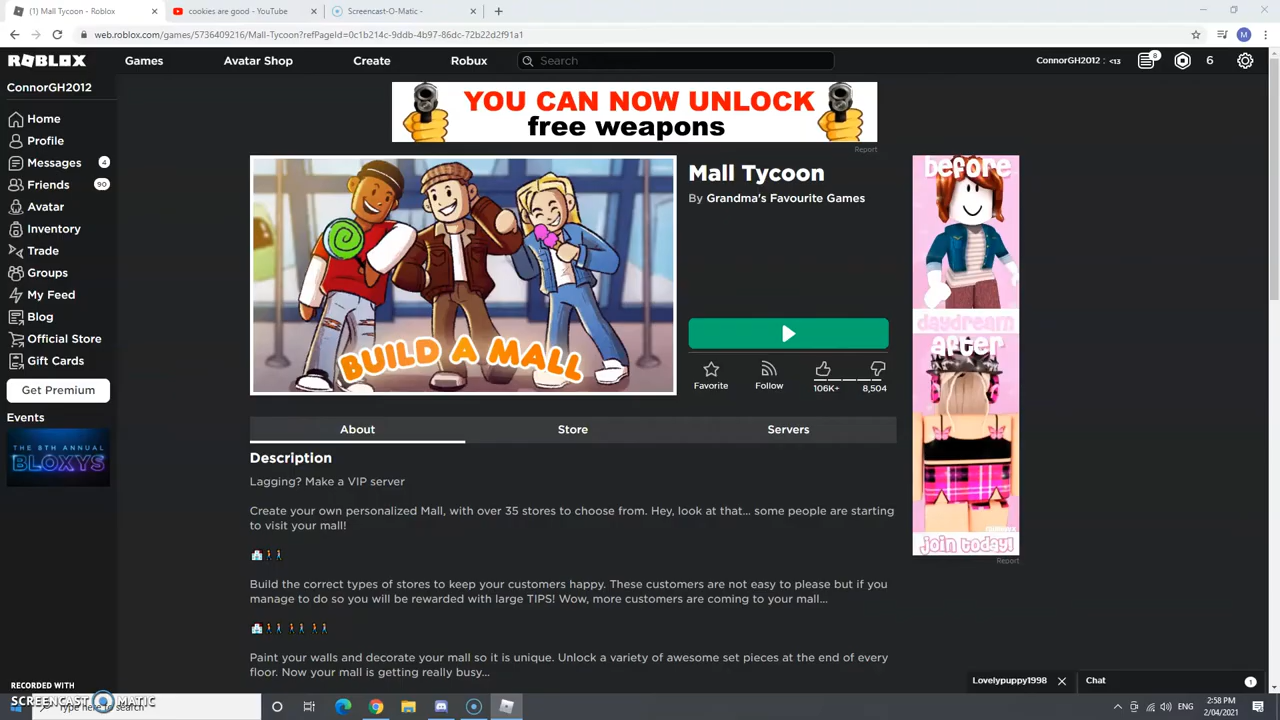 (1) Mall Tycoon - Roblox
cookies are good - YouTube
Screencast-O-Matic -
web.roblox.com/games/5736409216/Mall-Tycoon?refPageId=0c1b214c-9ddb-4b97-86dc-72b22d2f91a1
M
ROBLOX
Games
Avatar Shop
Create
Robux
Search
ConnorGH2012 : <13
8
6
ConnorGH2012
Home
Profile
Messages
4
Friends
90
Avatar
Inventory
Trade
Groups
My Feed
Blog
Official Store
Gift Cards
Get Premium
Events
THE 8TH ANNUAL
BLOXYS
YOU CAN NOW UNLOCK
free weapons
Report
BUILD A MALL
Mall Tycoon
By Grandma's Favourite Games
Favorite
Follow
106K+
8,504
before
daydream
after
join today!
Report
About
Store
Servers
Description
Lagging? Make a VIP server
Create your own personalized Mall, with over 35 stores to choose from. Hey, look at that... some people are starting
to visit your mall!
Build the correct types of stores to keep your customers happy. These customers are not easy to please but if you
manage to do so you will be rewarded with large TIPS! Wow, more customers are coming to your mall...
Paint your walls and decorate your mall so it is unique. Unlock a variety of awesome set pieces at the end of every
floor. Now your mall is getting really busy...
Lovelypuppy1998
Chat
1
RECORDED WITH
SCREENCAST MATIC
Type here to search
ENG
2:58 PM
2/04/2021